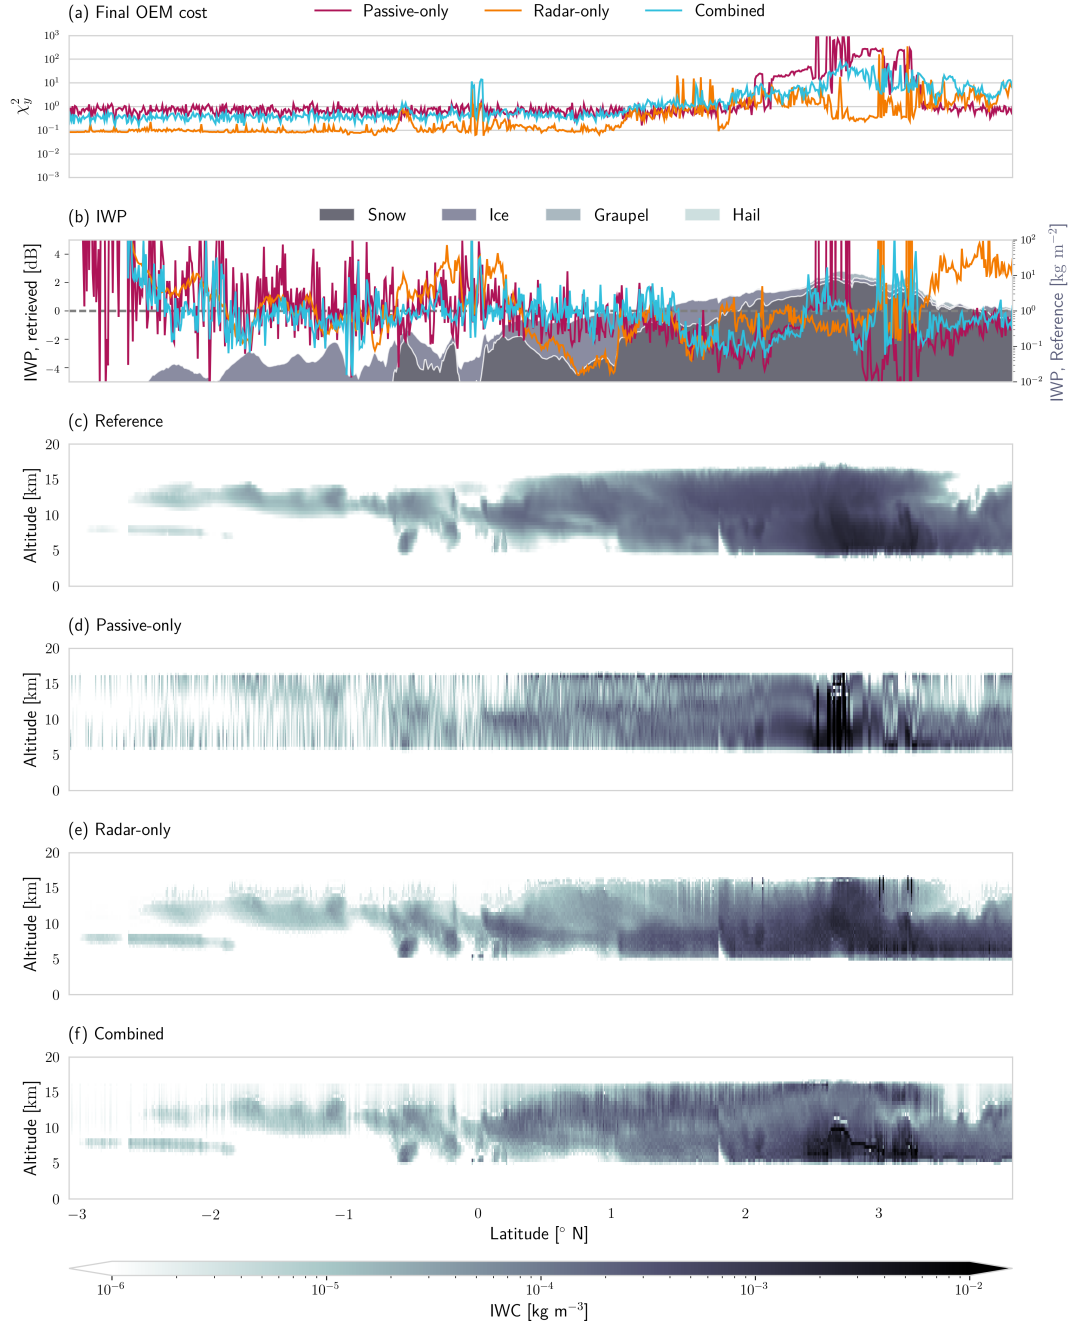 (a) Final OEM cost
Passive-only Radar-only Combined
10³
10²
10¹
10⁰
10⁻¹
10⁻²
10⁻³
χ²ᵧ
(b) IWP
Snow Ice Graupel Hail
4
2
0
−2
−4
IWP, retrieved [dB]
10²
10¹
10⁰
10⁻¹
10⁻²
IWP, Reference [kg m⁻²]
(c) Reference
20
15
10
5
0
Altitude [km]
(d) Passive-only
20
15
10
5
0
Altitude [km]
(e) Radar-only
20
15
10
5
0
Altitude [km]
(f) Combined
20
15
10
5
0
Altitude [km]
−3 −2 −1 0 1 2 3
Latitude [° N]
10⁻⁶ 10⁻⁵ 10⁻⁴ 10⁻³ 10⁻²
IWC [kg m⁻³]